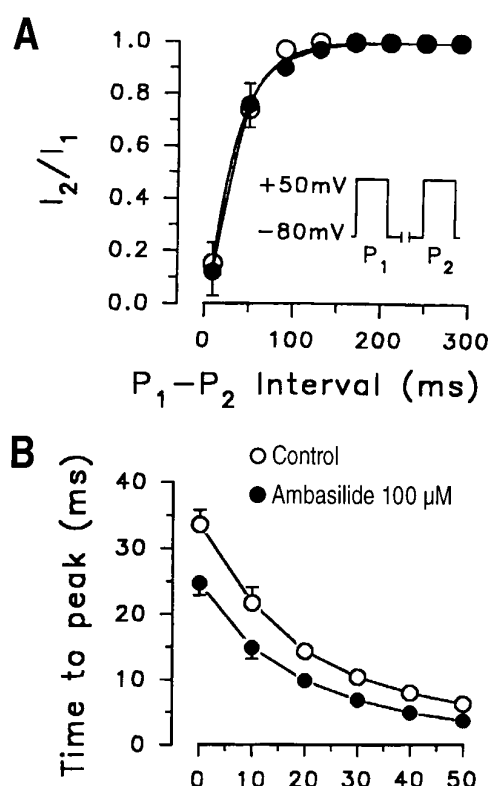 A
1.0
0.8
0.6
0.4
0.2
0.0
I2/I1
+50mV
−80mV
P1
P2
0
100
200
300
P1−P2 Interval (ms)
B
Control
Ambasilide 100 µM
40
30
20
10
0
Time to peak (ms)
0 10 20 30 40 50